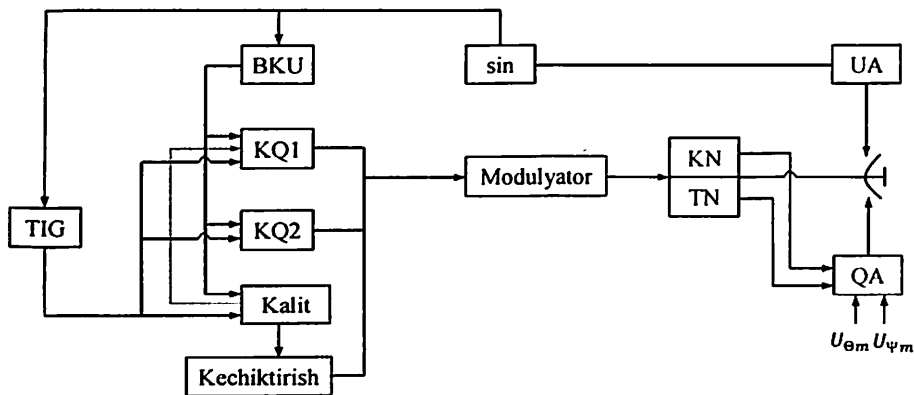 BKU
sin
UA
KQ1
KN
Modulyator
TN
TIG
KQ2
QA
Kalit
Kechiktirish
U_Θm U_Ψm